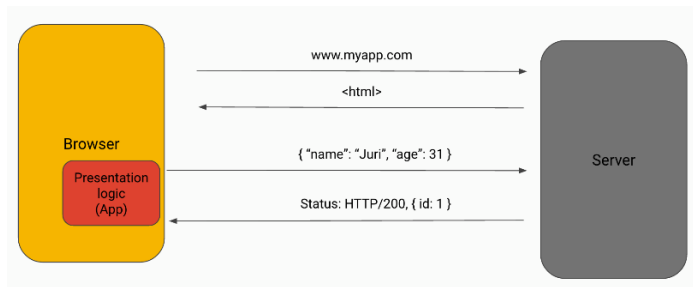 www.myapp.com
<html>
Browser
{ “name”: “Juri”, “age”: 31 }
Server
Presentation
logic
(App)
Status: HTTP/200, { id: 1 }